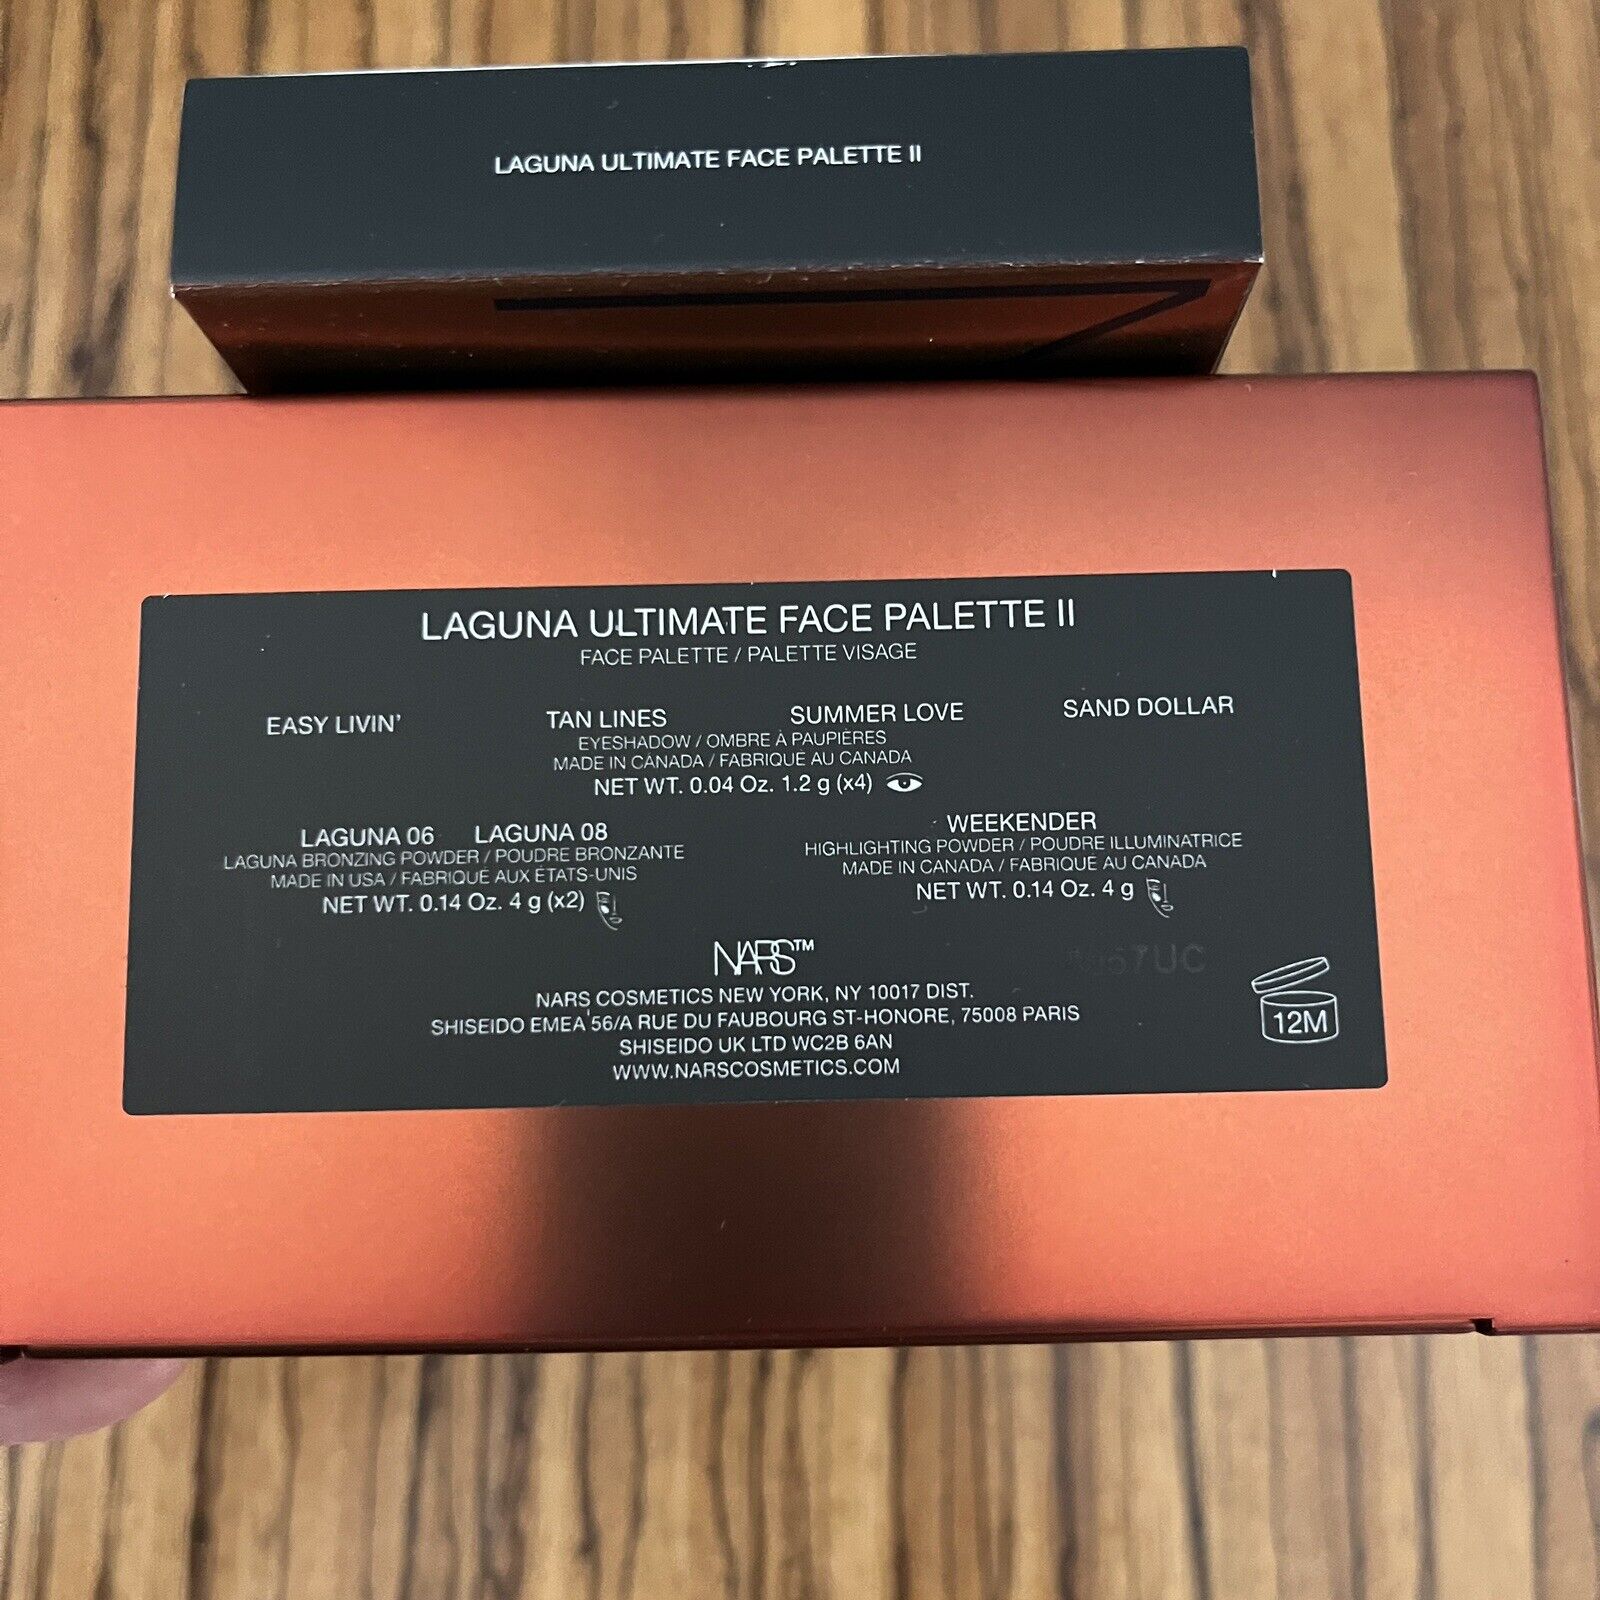 LAGUNA ULTIMATE FACE PALETTE II
LAGUNA ULTIMATE FACE PALETTE II
FACE PALETTE / PALETTE VISAGE
EASY LIVIN' TAN LINES SUMMER LOVE SAND DOLLAR
EYESHADOW / OMBRE À PAUPIÈRES
MADE IN CANADA / FABRIQUÉ AU CANADA
NET WT. 0.04 Oz. 1.2 g (x4)
LAGUNA 06 LAGUNA 08
LAGUNA BRONZING POWDER / POUDRE BRONZANTE
MADE IN USA / FABRIQUÉ AUX ÉTATS-UNIS
NET WT. 0.14 Oz. 4 g (x2)
WEEKENDER
HIGHLIGHTING POWDER / POUDRE ILLUMINATRICE
MADE IN CANADA / FABRIQUÉ AU CANADA
NET WT. 0.14 Oz. 4 g
NARS™
NARS COSMETICS NEW YORK, NY 10017 DIST.
SHISEIDO EMEA 56/A RUE DU FAUBOURG ST-HONORE, 75008 PARIS
SHISEIDO UK LTD WC2B 6AN
WWW.NARSCOSMETICS.COM
12M